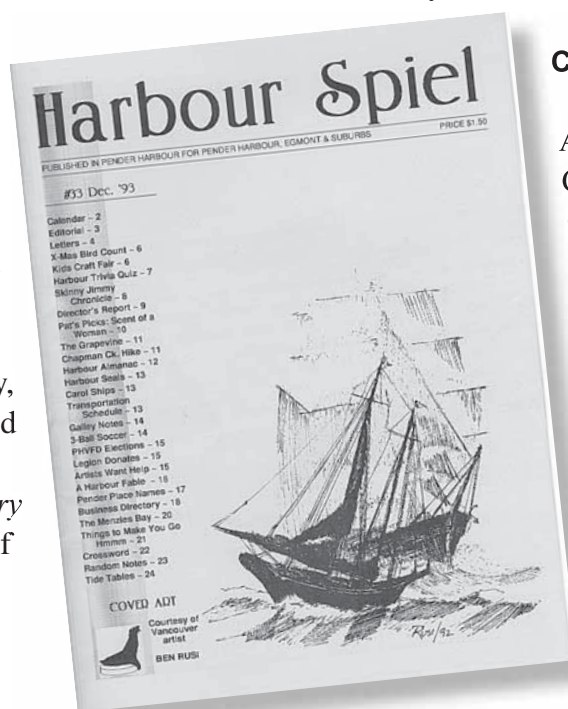 Harbour Spiel
PUBLISHED IN PENDER HARBOUR FOR PENDER HARBOUR, EGMONT & SUBURBS
PRICE $1.50
#33 Dec. '93
Calendar – 2
Editorial – 3
Letters – 4
X-Mas Bird Count – 6
Kids Craft Fair – 6
Harbour Trivia Quiz – 7
Skinny Jimmy
Chronicle – 8
Director's Report – 9
Pat's Picks: Scent of a
Woman – 10
The Grapevine – 11
Chapman Ck. Hike – 11
Harbour Almanac – 12
Harbour Seals – 13
Carol Ships – 13
Transportation
Schedule – 13
Galley Notes – 14
3-Ball Soccer – 14
PHVFD Elections – 15
Legion Donates – 15
Artists Want Help – 15
A Harbour Fable – 16
Pender Place Names – 17
Business Directory – 18
The Menzies Bay – 20
Things to Make You Go
Hmmm – 21
Crossword – 22
Random Notes – 23
Tide Tables – 24
COVER ART
Courtesy of
Vancouver
artist
BEN RUSI
Rusi/92
y,
d
ry
f